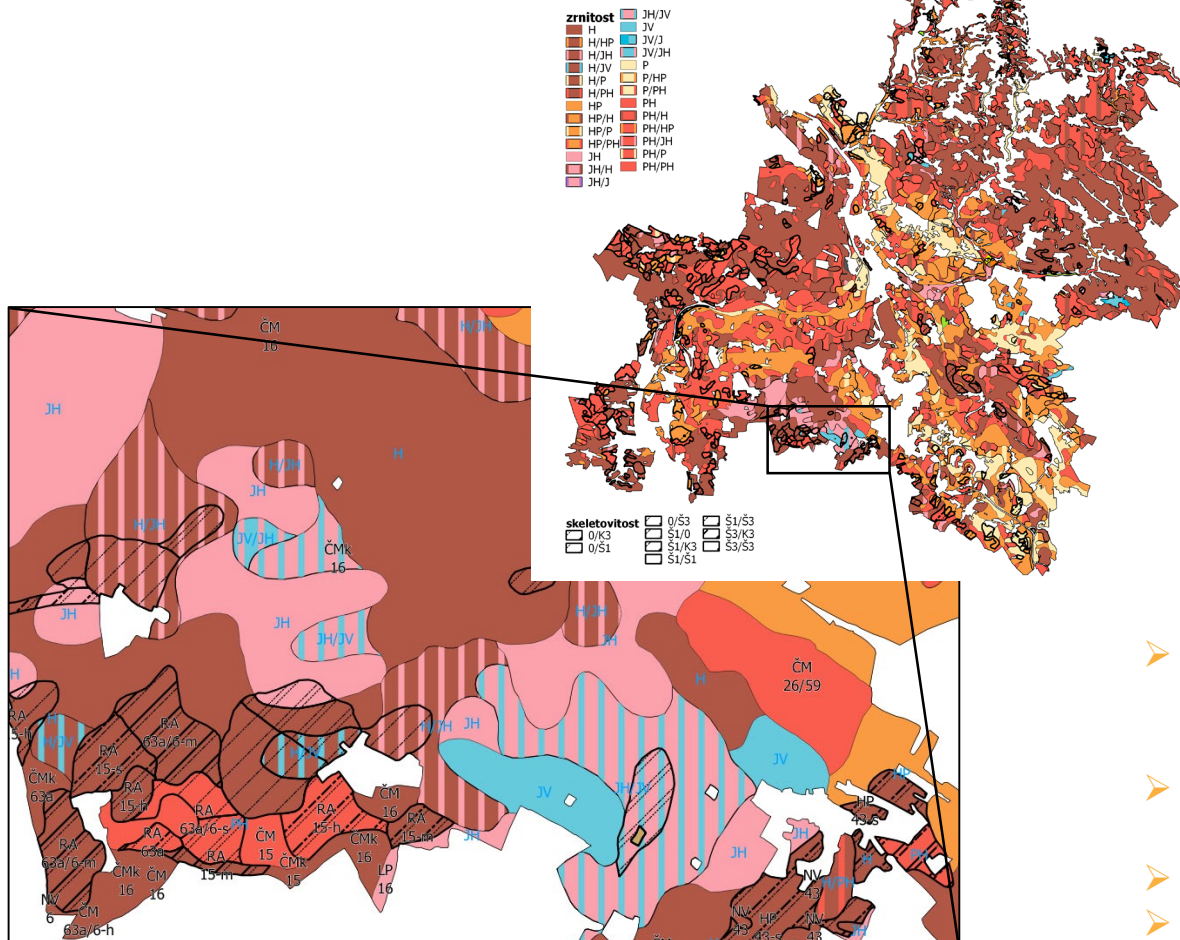 zrnitost
H
H/HP
H/JH
H/JV
H/P
H/PH
HP
HP/H
HP/P
HP/PH
JH
JH/H
JH/J
JH/JV
JV
JV/J
JV/JH
P
P/HP
P/PH
PH
PH/H
PH/HP
PH/JH
PH/P
PH/PH
skeletovitost
0/K3
0/Š1
0/Š3
Š1/0
Š1/K3
Š1/Š1
Š1/Š3
Š3/K3
Š3/Š3
ČM
16
H/JH
JH
H
H/JH
JH
H/JH
JV/JH
ČMk
16
JH
JH
JH/JV
H/JH
JH
H
ČM
26/59
H
RA
H
H/JV
RA
63a/6-m
RA
15-s
ČMk
63a
RA
15-h
H/JH
JH
JV
JV
RA
63a/6-s
PH
RA
15-h
ČM
16
RA
63a
ČM
15
RA
15-m
JH
RA
15-m
ČMk
15
ČMk
16
LP
16
RA
63a/6-m
ČMk
16
ČM
16
NV
6
ČM
63a/6-h
HP
HP
43-s
JH
JH
H
PH
NV
43
H/PH
NV
43
HP
43-s
NV
43
JH